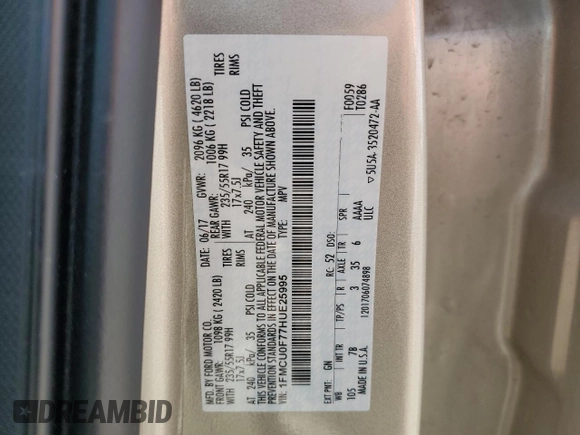 MFD. BY FORD MOTOR CO.
DATE: 06/17 GVWR: 2096 KG ( 4620 LB)
FRONT GAWR: 1098 KG (2420 LB) REAR GAWR: 1006 KG ( 2218 LB)
WITH 235/55R17 99H TIRES WITH 235/55R17 99H TIRES
17x7.5J RIMS 17x7.5J RIMS
AT 240 kPa/ 35 PSI COLD AT 240 kPa/ 35 PSI COLD
THIS VEHICLE CONFORMS TO ALL APPLICABLE FEDERAL MOTOR VEHICLE SAFETY AND THEFT
PREVENTION STANDARDS IN EFFECT ON THE DATE OF MANUFACTURE SHOWN ABOVE.
VIN: 1FMCU0F77HUE25995 TYPE: MPV
F0059
T0286
EXT PNT: GN RC: 52 DSO:
WB INT TR TP/PS R AXLE TR SPR
105 7B 3 35 6 AAAA
ULC
MADE IN U.S.A. 1201706074898
▽ 5U5A-3520472-AA
DREAMBID